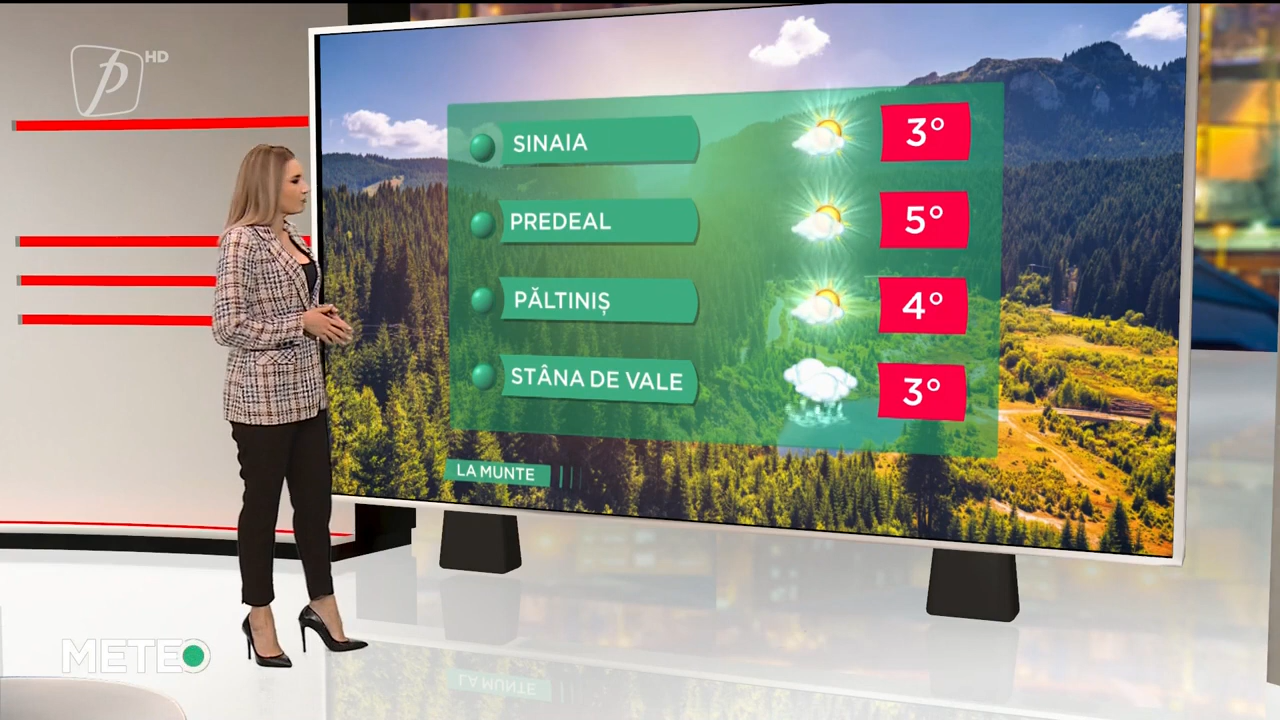 p HD
SINAIA 3°
PREDEAL 5°
PĂLTINIȘ 4°
STÂNA DE VALE 3°
LA MUNTE
METEO